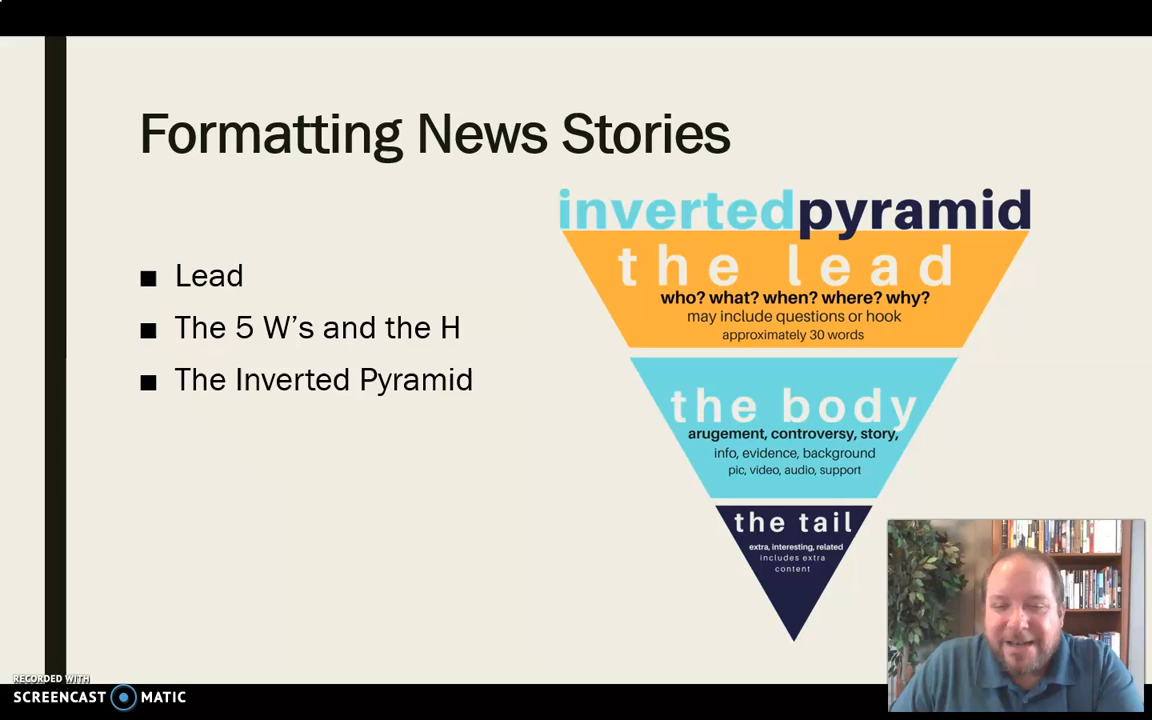 Formatting News Stories
Lead
The 5 W's and the H
The Inverted Pyramid
invertedpyramid
the lead
who? what? when? where? why?
may include questions or hook
approximately 30 words
the body
arugement, controversy, story,
info, evidence, background
pic, video, audio, support
the tail
extra, interesting, related
includes extra
content
RECORDED WITH
SCREENCAST MATIC